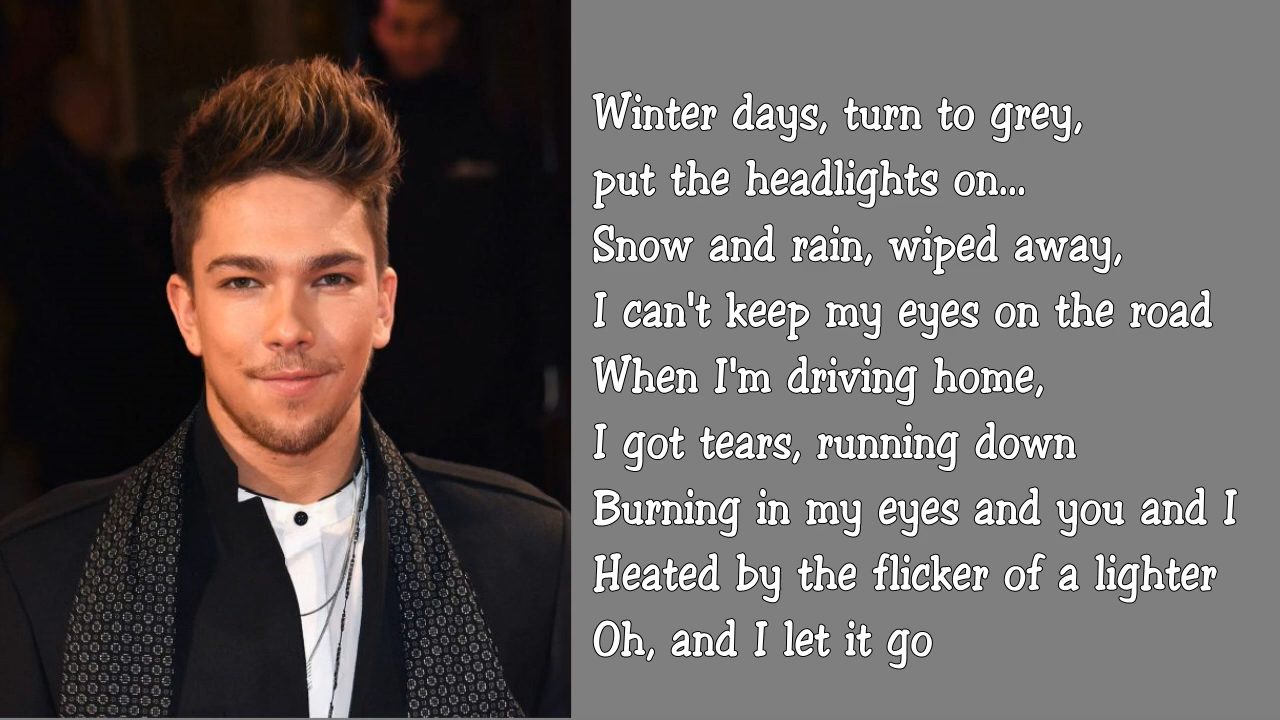 Winter days, turn to grey,
put the headlights on...
Snow and rain, wiped away,
I can't keep my eyes on the road
When I'm driving home,
I got tears, running down
Burning in my eyes and you and I
Heated by the flicker of a lighter
Oh, and I let it go